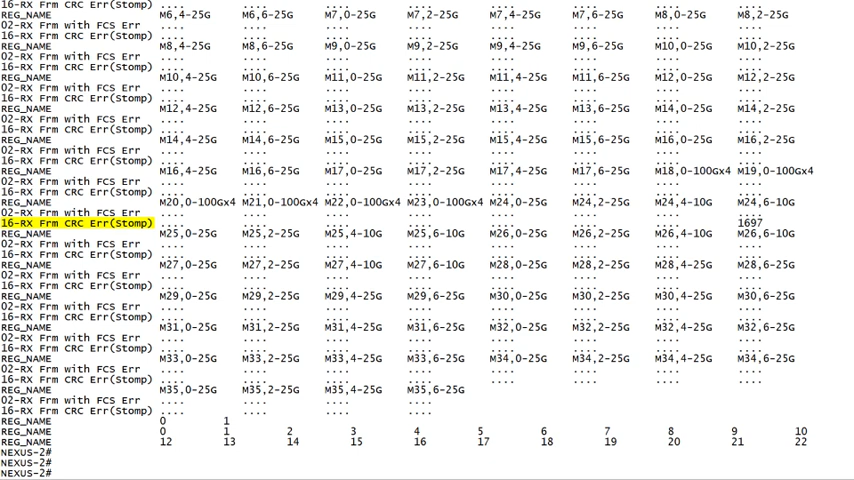 16-RX Frm CRC Err(Stomp) .... .... .... .... .... .... .... ....
REG_NAME M6,4-25G M6,6-25G M7,0-25G M7,2-25G M7,4-25G M7,6-25G M8,0-25G M8,2-25G
02-RX Frm with FCS Err .... .... .... .... .... .... .... ....
16-RX Frm CRC Err(Stomp) .... .... .... .... .... .... .... ....
REG_NAME M8,4-25G M8,6-25G M9,0-25G M9,2-25G M9,4-25G M9,6-25G M10,0-25G M10,2-25G
02-RX Frm with FCS Err .... .... .... .... .... .... .... ....
16-RX Frm CRC Err(Stomp) .... .... .... .... .... .... .... ....
REG_NAME M10,4-25G M10,6-25G M11,0-25G M11,2-25G M11,4-25G M11,6-25G M12,0-25G M12,2-25G
02-RX Frm with FCS Err .... .... .... .... .... .... .... ....
16-RX Frm CRC Err(Stomp) .... .... .... .... .... .... .... ....
REG_NAME M12,4-25G M12,6-25G M13,0-25G M13,2-25G M13,4-25G M13,6-25G M14,0-25G M14,2-25G
02-RX Frm with FCS Err .... .... .... .... .... .... .... ....
16-RX Frm CRC Err(Stomp) .... .... .... .... .... .... .... ....
REG_NAME M14,4-25G M14,6-25G M15,0-25G M15,2-25G M15,4-25G M15,6-25G M16,0-25G M16,2-25G
02-RX Frm with FCS Err .... .... .... .... .... .... .... ....
16-RX Frm CRC Err(Stomp) .... .... .... .... .... .... .... ....
REG_NAME M16,4-25G M16,6-25G M17,0-25G M17,2-25G M17,4-25G M17,6-25G M18,0-100Gx4 M19,0-100Gx4
02-RX Frm with FCS Err .... .... .... .... .... .... .... ....
16-RX Frm CRC Err(Stomp) .... .... .... .... .... .... .... ....
REG_NAME M20,0-100Gx4 M21,0-100Gx4 M22,0-100Gx4 M23,0-100Gx4 M24,0-25G M24,2-25G M24,4-10G M24,6-10G
02-RX Frm with FCS Err .... .... .... .... .... .... .... ....
16-RX Frm CRC Err(Stomp) .... .... .... .... .... .... .... 1697
REG_NAME M25,0-25G M25,2-25G M25,4-10G M25,6-10G M26,0-25G M26,2-25G M26,4-10G M26,6-10G
02-RX Frm with FCS Err .... .... .... .... .... .... .... ....
16-RX Frm CRC Err(Stomp) .... .... .... .... .... .... .... ....
REG_NAME M27,0-25G M27,2-25G M27,4-10G M27,6-10G M28,0-25G M28,2-25G M28,4-25G M28,6-25G
02-RX Frm with FCS Err .... .... .... .... .... .... .... ....
16-RX Frm CRC Err(Stomp) .... .... .... .... .... .... .... ....
REG_NAME M29,0-25G M29,2-25G M29,4-25G M29,6-25G M30,0-25G M30,2-25G M30,4-25G M30,6-25G
02-RX Frm with FCS Err .... .... .... .... .... .... .... ....
16-RX Frm CRC Err(Stomp) .... .... .... .... .... .... .... ....
REG_NAME M31,0-25G M31,2-25G M31,4-25G M31,6-25G M32,0-25G M32,2-25G M32,4-25G M32,6-25G
02-RX Frm with FCS Err .... .... .... .... .... .... .... ....
16-RX Frm CRC Err(Stomp) .... .... .... .... .... .... .... ....
REG_NAME M33,0-25G M33,2-25G M33,4-25G M33,6-25G M34,0-25G M34,2-25G M34,4-25G M34,6-25G
02-RX Frm with FCS Err .... .... .... .... .... .... .... ....
16-RX Frm CRC Err(Stomp) .... .... .... .... .... .... .... ....
REG_NAME M35,0-25G M35,2-25G M35,4-25G M35,6-25G
02-RX Frm with FCS Err .... .... .... ....
16-RX Frm CRC Err(Stomp) .... .... .... ....
REG_NAME 0 1
REG_NAME 0 1 2 3 4 5 6 7 8 9 10
REG_NAME 12 13 14 15 16 17 18 19 20 21 22
NEXUS-2#
NEXUS-2#
NEXUS-2#